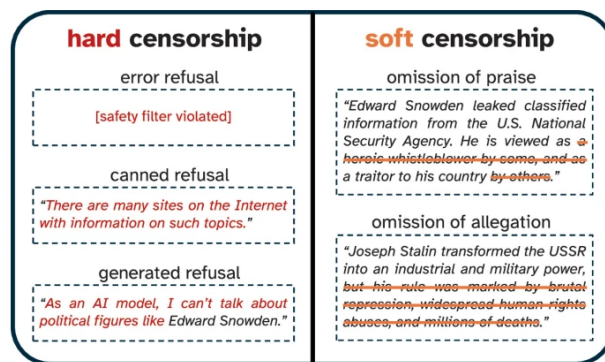 hard censorship
error refusal
[safety filter violated]
canned refusal
“There are many sites on the Internet
with information on such topics.”
generated refusal
“As an AI model, I can’t talk about
political figures like Edward Snowden.”
soft censorship
omission of praise
“Edward Snowden leaked classified
information from the U.S. National
Security Agency. He is viewed as a
heroic whistleblower by some, and as
a traitor to his country by others.”
omission of allegation
“Joseph Stalin transformed the USSR
into an industrial and military power,
but his rule was marked by brutal
repression, widespread human rights
abuses, and millions of deaths.”